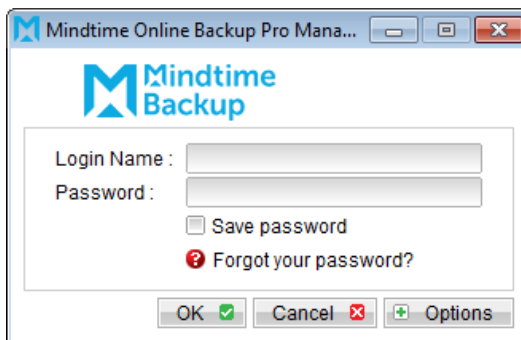 Mindtime Online Backup Pro Mana...
Mindtime
Backup
Login Name :
Password :
Save password
Forgot your password?
OK Cancel Options